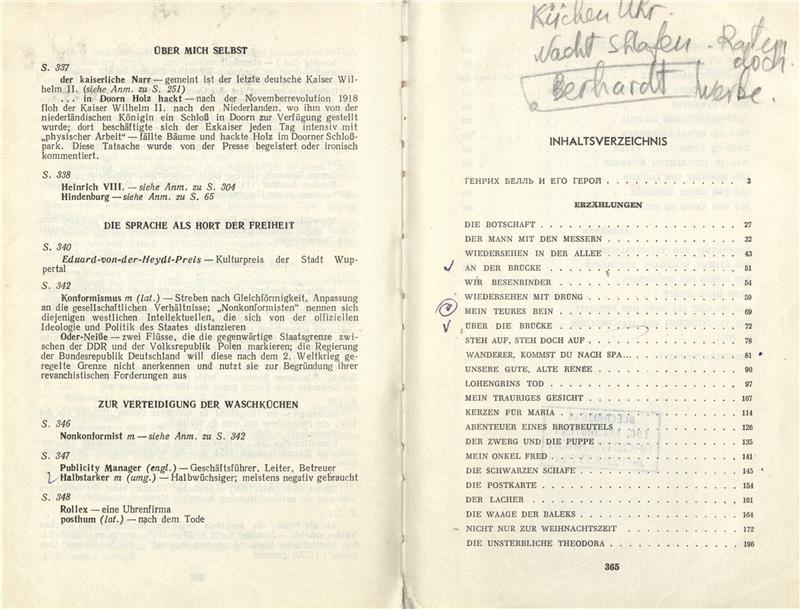 ÜBER MICH SELBST
S. 337
der kaiserliche Narr — gemeint ist der letzte deutsche Kaiser Wil-
helm II. (siehe Anm. zu S. 251)
... in Doorn Holz hackt — nach der Novemberrevolution 1918
floh der Kaiser Wilhelm II. nach den Niederlanden, wo ihm von der
niederländischen Königin ein Schloß in Doorn zur Verfügung gestellt
wurde; dort beschäftigte sich der Exkaiser jeden Tag intensiv mit
„physischer Arbeit“ — fällte Bäume und hackte Holz im Doorner Schloß-
park. Diese Tatsache wurde von der Presse begeistert oder ironisch
kommentiert.
S. 338
Heinrich VIII. — siehe Anm. zu S. 304
Hindenburg — siehe Anm. zu S. 65
DIE SPRACHE ALS HORT DER FREIHEIT
S. 340
Eduard-von-der-Heydt-Preis — Kulturpreis der Stadt Wup-
pertal
S. 342
Konformismus m (lat.) — Streben nach Gleichförmigkeit, Anpassung
an die gesellschaftlichen Verhältnisse; „Nonkonformisten“ nennen sich
diejenigen westlichen Intellektuellen, die sich von der offiziellen
Ideologie und Politik des Staates distanzieren
Oder-Neiße — zwei Flüsse, die die gegenwärtige Staatsgrenze zwi-
schen der DDR und der Volksrepublik Polen markieren; die Regierung
der Bundesrepublik Deutschland will diese nach dem 2. Weltkrieg ge-
regelte Grenze nicht anerkennen und nutzt sie zur Begründung ihrer
revanchistischen Forderungen aus
ZUR VERTEIDIGUNG DER WASCHKÜCHEN
S. 346
Nonkonformist m — siehe Anm. zu S. 342
S. 347
Publicity Manager (engl.) — Geschäftsführer, Leiter, Betreuer
Halbstarker m (umg.) — Halbwüchsiger; meistens negativ gebraucht
S. 348
Rollex — eine Uhrenfirma
posthum (lat.) — nach dem Tode
Küchen Uhr.
Nacht Shlafen. Raten
doch.
Berhardt Werbe.
INHALTSVERZEICHNIS
ГЕНРИХ БЕЛЛЬ И ЕГО ГЕРОЙ . . . . . . . . . . 3
ERZÄHLUNGEN
DIE BOTSCHAFT . . . . . . . . . . 27
DER MANN MIT DEN MESSERN . . . . . . . . . . 32
WIEDERSEHEN IN DER ALLEE . . . . . . . . . . 43
AN DER BRÜCKE . . . . . . . . . . 51
WIR BESENBINDER . . . . . . . . . . 54
WIEDERSEHEN MIT DRÜNG . . . . . . . . . . 59
MEIN TEURES BEIN . . . . . . . . . . 69
ÜBER DIE BRÜCKE . . . . . . . . . . 72
STEH AUF, STEH DOCH AUF . . . . . . . . . . 78
WANDERER, KOMMST DU NACH SPA... . . . . . . . . . . 81
UNSERE GUTE, ALTE RENÉE . . . . . . . . . . 90
LOHENGRINS TOD . . . . . . . . . . 97
MEIN TRAURIGES GESICHT . . . . . . . . . . 107
KERZEN FÜR MARIA . . . . . . . . . . 114
ABENTEUER EINES BROTBEUTELS . . . . . . . . . . 126
DER ZWERG UND DIE PUPPE . . . . . . . . . . 135
MEIN ONKEL FRED . . . . . . . . . . 141
DIE SCHWARZEN SCHAFE . . . . . . . . . . 145
DIE POSTKARTE . . . . . . . . . . 154
DER LACHER . . . . . . . . . . 161
DIE WAAGE DER BALEKS . . . . . . . . . . 164
NICHT NUR ZUR WEIHNACHTSZEIT . . . . . . . . . . 172
DIE UNSTERBLICHE THEODORA . . . . . . . . . . 196
365